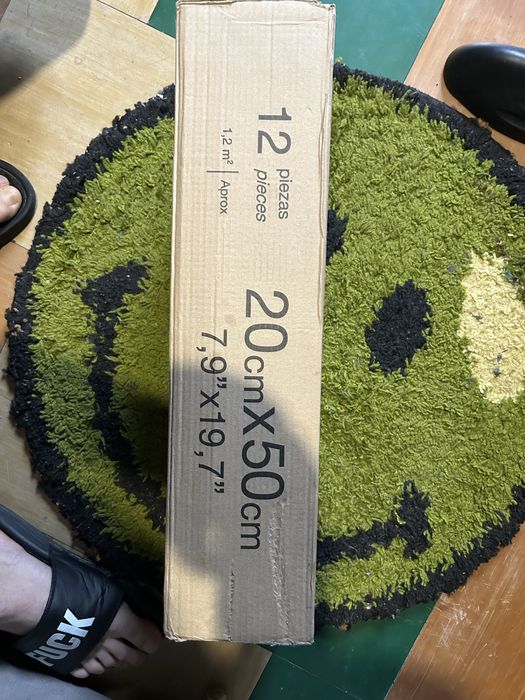 12 piezas
pieces
1,2 m² | Aprox
20cmx50cm
7,9"x19,7"
FUCK